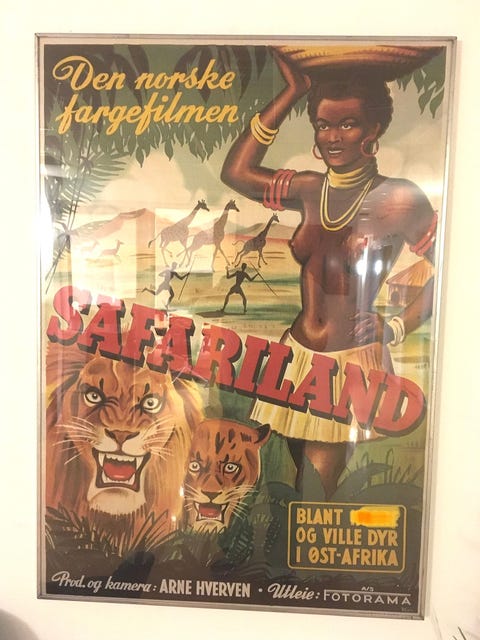 Den norske
fargefilmen
SAFARILAND
BLANT
OG VILLE DYR
I ØST-AFRIKA
Prod. og kamera: ARNE HVERVEN · Utleie: A/S FOTORAMA